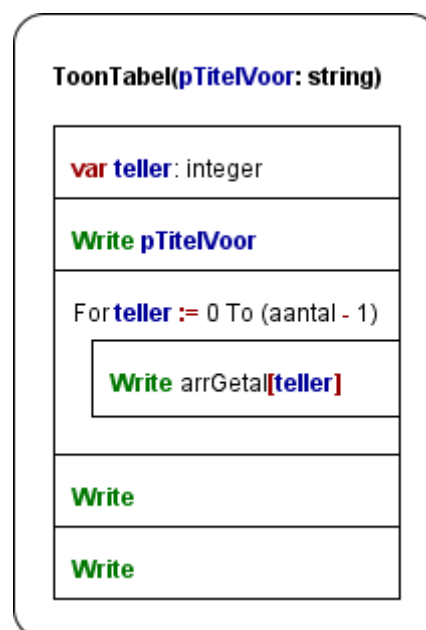 ToonTabel(pTitelVoor: string)
var teller: integer
Write pTitelVoor
For teller := 0 To (aantal - 1)
Write arrGetal[teller]
Write
Write